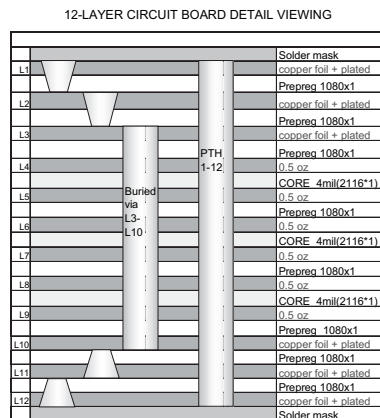 12-LAYER CIRCUIT BOARD DETAIL VIEWING
Solder mask
L1 copper foil + plated
Prepreg 1080x1
L2 copper foil + plated
Prepreg 1080x1
L3 copper foil + plated
Prepreg 1080x1
L4 0.5 oz
CORE 4mil(2116*1)
L5 0.5 oz
Prepreg 1080x1
L6 0.5 oz
CORE 4mil(2116*1)
L7 0.5 oz
Prepreg 1080x1
L8 0.5 oz
CORE 4mil(2116*1)
L9 0.5 oz
Prepreg 1080x1
L10 copper foil + plated
Prepreg 1080x1
L11 copper foil + plated
Prepreg 1080x1
L12 copper foil + plated
Solder mask
Buried
via
L3-
L10
PTH
1-12